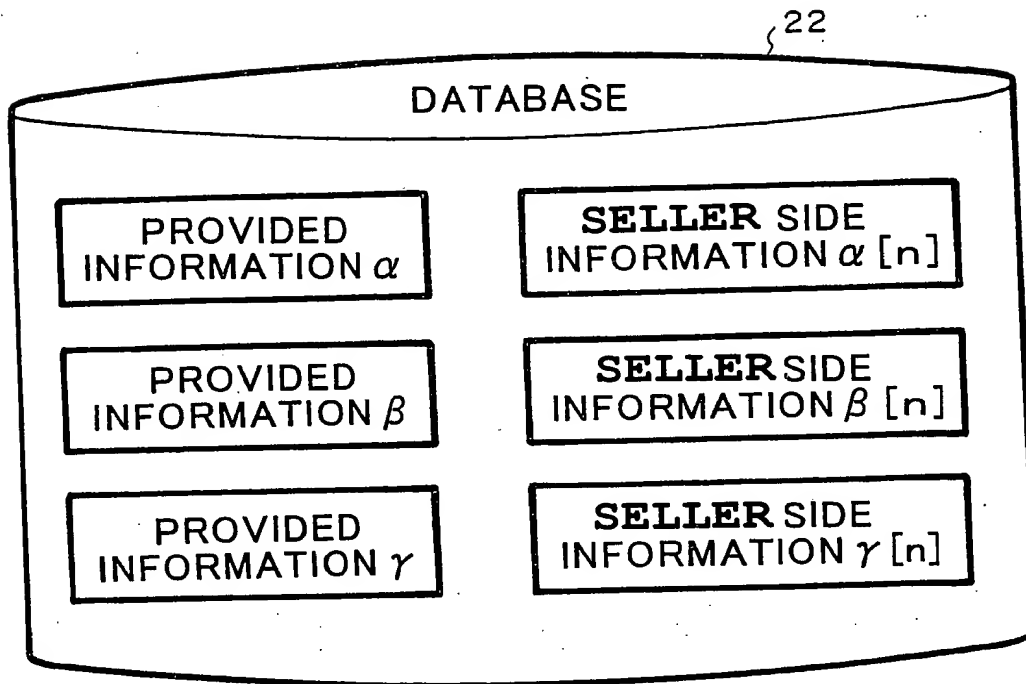 22
DATABASE
PROVIDED
INFORMATION α
SELLER SIDE
INFORMATION α [n]
PROVIDED
INFORMATION β
SELLER SIDE
INFORMATION β [n]
PROVIDED
INFORMATION γ
SELLER SIDE
INFORMATION γ [n]